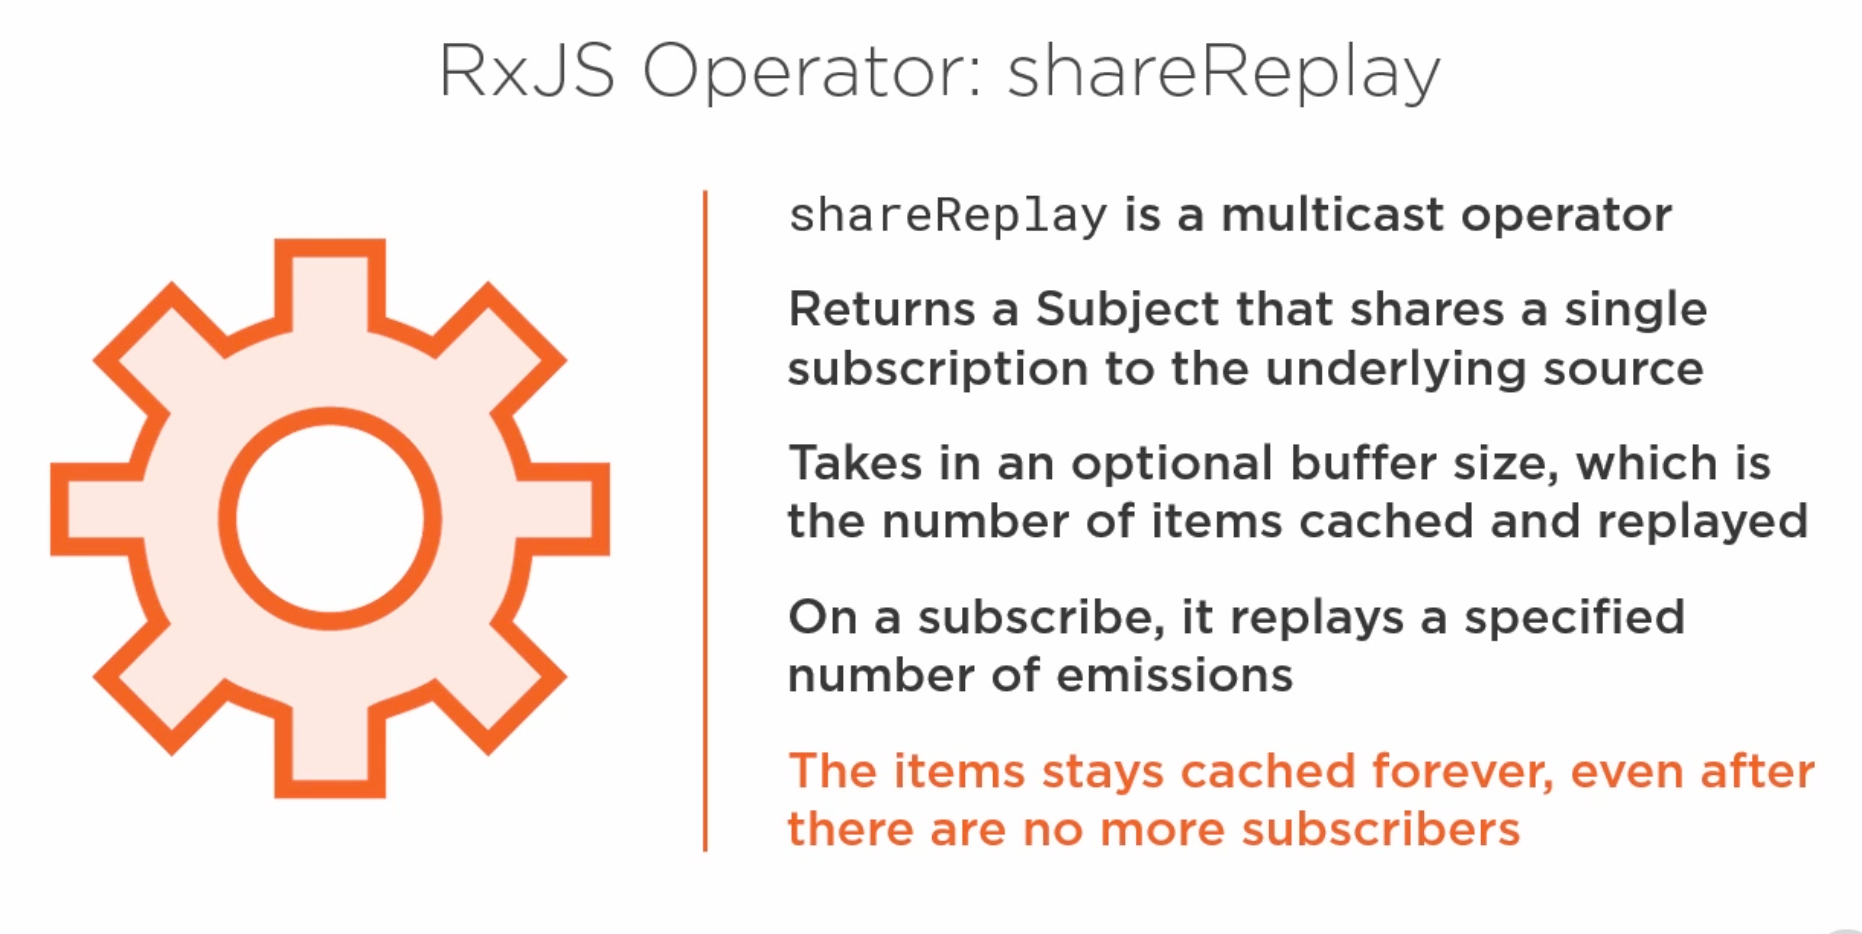 RxJS Operator: shareReplay
shareReplay is a multicast operator
Returns a Subject that shares a single
subscription to the underlying source
Takes in an optional buffer size, which is
the number of items cached and replayed
On a subscribe, it replays a specified
number of emissions
The items stays cached forever, even after
there are no more subscribers